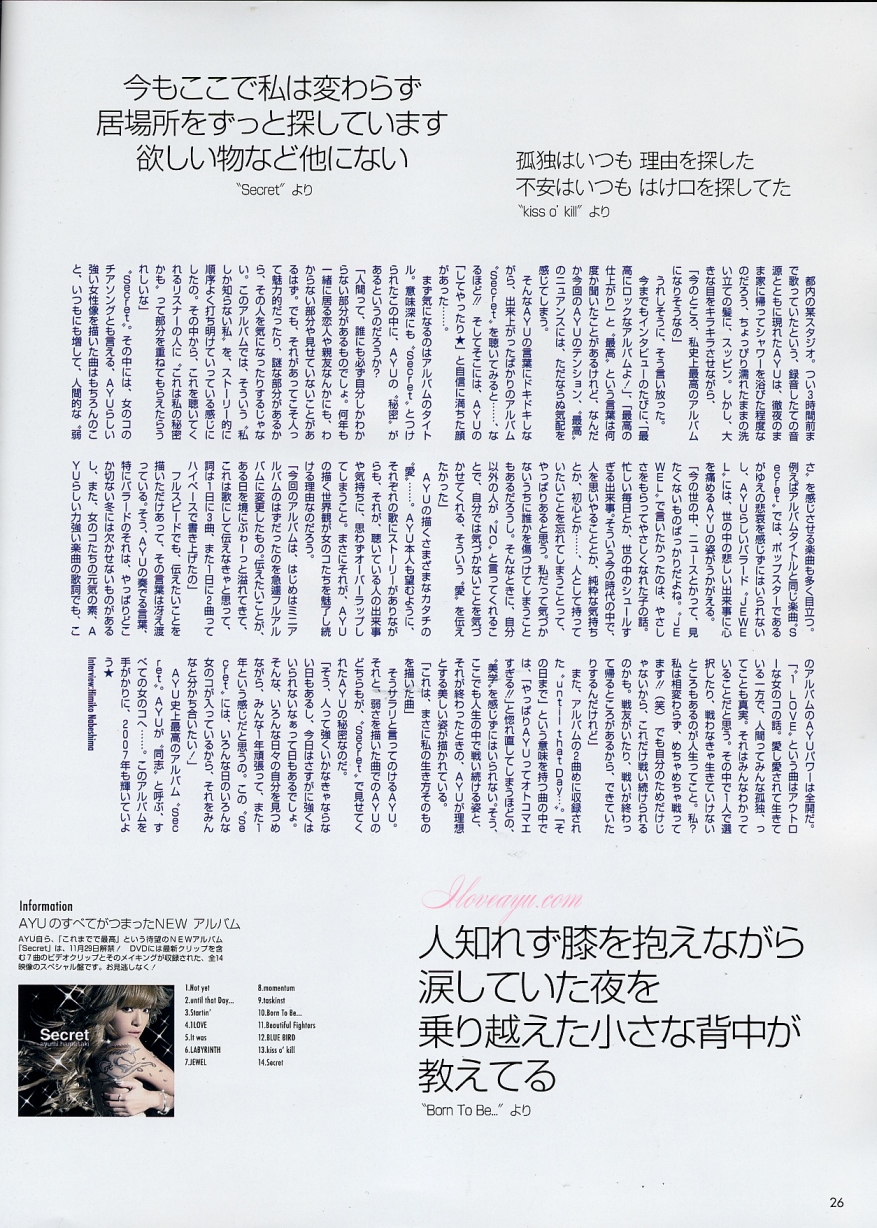 今もここで私は変わらず
居場所をずっと探しています
欲しい物など他にない
“Secret” より
孤独はいつも 理由を探した
不安はいつも はけ口を探してた
“kiss o' kill” より
都内の某スタジオ。つい3時間前ま
で歌っていたという、録音したての音
源とともに現れたAYUは、徹夜のま
ま家に帰ってシャワーを浴びた程度な
のだろう、ちょっぴり濡れたままの洗
い立ての髪に、スッピン。しかし、大
きな目をキラキラさせながら、
「今のところ、私史上最高のアルバム
になりそうなの」
うれしそうに、そう言い放った。
今までもインタビューのたびに、「最
高にロックなアルバムよ！」、「最高の
仕上がり」と、“最高”という言葉は何
度か聞いたことがあるけれど、なんだ
か今回のAYUのテンション、“最高”
のニュアンスには、ただならぬ気配を
感じてしまう。
そんなAYUの言葉にドキドキしな
がら、出来上がったばかりのアルバム
“Secret”を聴いてみると……、な
るほど!! そしてそこには、AYUの
「してやったり★」と自信に満ちた顔
があった……。
まず気になるのはアルバムのタイト
ル。意味深にも“Secret”とつけ
られたこの中に、AYUの“秘密”が
あるというのだろうか？
「人間って、誰にも必ず自分しかわか
らない部分があるものでしょ。何年も
一緒に居る恋人や親友なんかにも、わ
からない部分や見せていないことがあ
るはず。でも、それがあってこそ人っ
て魅力的だったり、謎な部分があるか
ら、その人を気になったりするじゃな
い。このアルバムでは、そういう“私
しか知らない私”を、ストーリー的に
順序よく打ち明けていっている感じに
したの。その中から、これを聴いてく
れるリスナーの人に“これは私の秘密
かも”って部分を重ねてもらえたらう
れしいな」
“Secret”。その中には、女のコの
チアソングとも言える、AYUらしい
強い女性像を描いた曲はもちろんのこ
と、いつもにも増して、人間的な“弱
さ”を感じさせる楽曲も多く目立つ。
例えばアルバムタイトルと同じ楽曲“S
ecret”では、ポップスターである
がゆえの悲哀を感じずにはいられない
し、AYUらしいバラード“JEWE
L”には、世の中の悲しい出来事に心
を痛めるAYUの姿がうかがえる。
「今の世の中、ニュースとかって、見
たくないものばっかりだよね。“JE
WEL”で言いたかったのは、やさし
さをもらってやさしくなれた子の話。
忙しい毎日とか、世の中のシュールす
ぎる出来事。そういう今の時代の中で、
人を思いやることとか、純粋な気持ち
とか、初心とか……、人として持って
いたいことを忘れてしまうことって、
やっぱりあると思う。私だって気づか
ないうちに誰かを傷つけてしまうこと
もあるだろうし。そんなときに、自分
以外の人が“NO”と言ってくれるこ
とで、自分では気づかないことを気づ
かせてくれる、そういう“愛”を伝え
たかった」
AYUの描くさまざまなカタチの
“愛”……。AYU本人も望むように、
それぞれの歌にストーリーがありなが
らも、それが、聴いている人の出来事
や気持ちに、思わずオーバーラップし
てしまうこと。まさにそれが、AYU
の描く世界観が女のコたちを魅了し続
ける理由なのだろう。
「今回のアルバムは、はじめはミニア
ルバムのはずだったのを急遽フルアル
バムに変更したもの。伝えたいことが、
ある日を境にぶわーっと溢れてきて、
これは歌にして伝えなきゃと思って、
詞は1日に3曲、また1日に2曲って
ハイペースで書き上げたの」
フルスピードでも、伝えたいことを
描いただけあって、その言葉は冴え渡
っている。そう、AYUの奏でる言葉、
特にバラードのそれは、やっぱりどこ
か切ない冬には欠かせないものがある
し、また、女のコたちの元気の素、A
YUらしい力強い楽曲の歌詞でも、こ
のアルバムのAYUパワーは全開だ。
「“1 LOVE”という曲はアウトロ
ーな女のコの話。愛し愛されて生きて
いる一方で、人間ってみんな孤独、っ
てことも真実。それはみんなわかって
いることだと思う。その中で1人で選
択したり、戦わなきゃ生きていけない
ところもあるのが人生ってこと。私？
私は相変わらず、めちゃめちゃ戦って
ます!!（笑） でも自分のためだけじ
ゃないから、これだけ戦い続けられる
のかも。戦友がいたり、戦いが終わっ
て帰るところがあるから、できていた
りするんだけれど」
また、アルバムの2曲めに収録され
た“until that Day…”。「そ
の日まで」という意味を持つ曲の中で
は、「やっぱりAYUってオトコマエ
すぎる!!」と惚れ直してしまうほどの、
“美学”を感じずにはいられない。そう、
ここでも人生の中で戦い続ける姿と、
それが終わったときの、AYUが理想
とする美しい姿が描かれている。
「これは、まさに私の生き方そのもの
を描いた曲」
そうサラリと言ってのけるAYU。
それと、弱さを描いた曲でのAYUの
どちらもが、“Secret”で見せてく
れたAYUの秘密なのだ。
「そう、人って強くいかなきゃならな
い日もあるし、今日はさすがに強くは
いられないなぁって日もあるでしょ。
そんな、いろんな日々の自分を見つめ
ながら、みんな1年頑張って、また1
年という感じだと思うの。この“Se
cret”には、いろんな日のいろんな
女のコが入っているから、それをみん
なと分かち合いたい！」
AYU史上最高のアルバム“Sec
ret”。AYUが“同志”と呼ぶ、す
べての女のコへ……。このアルバムを
手がかりに、2007年も輝いていよ
う★
Interview:Himiko Nobeshima
Information
AYUのすべてがつまったNEW アルバム
AYU自ら、「これまでで最高」という待望のNEWアルバム
「Secret」は、11月29日解禁！ DVDには最新クリップを含
む7曲のビデオクリップとそのメイキングが収録された、全14
映像のスペシャル盤です。お見逃しなく！
Secret
ayumi hamasaki
1.Not yet
2.until that Day...
3.Startin'
4.1LOVE
5.It was
6.LABYRINTH
7.JEWEL
8.momentum
9.taskinst
10.Born To Be...
11.Beautiful Fighters
12.BLUE BIRD
13.kiss o' kill
14.Secret
Iloveayu.com
人知れず膝を抱えながら
涙していた夜を
乗り越えた小さな背中が
教えてる
“Born To Be...” より
26